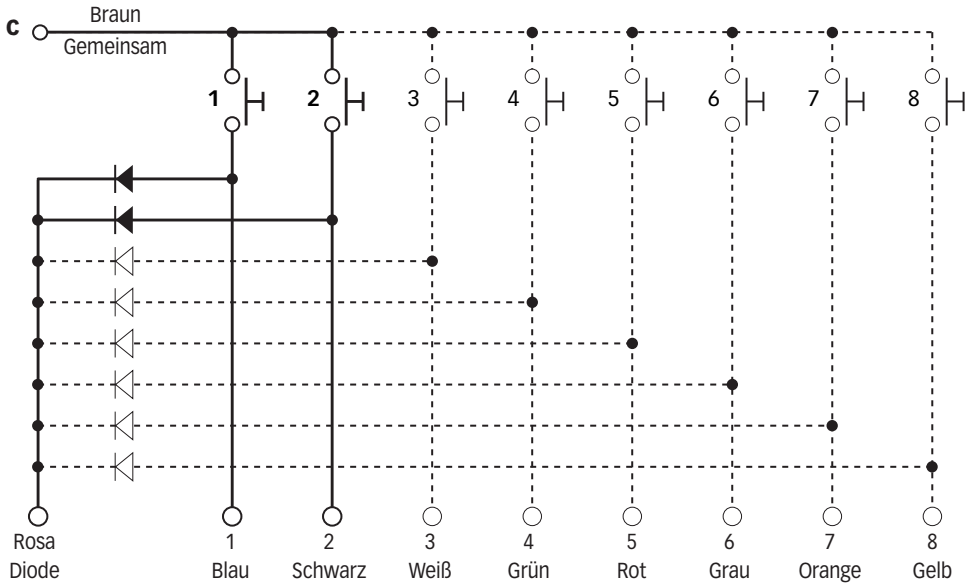 Braun
C
Gemeinsam
1 2 3 4 5 6 7 8
Rosa 1 2 3 4 5 6 7 8
Diode Blau Schwarz Weiß Grün Rot Grau Orange Gelb